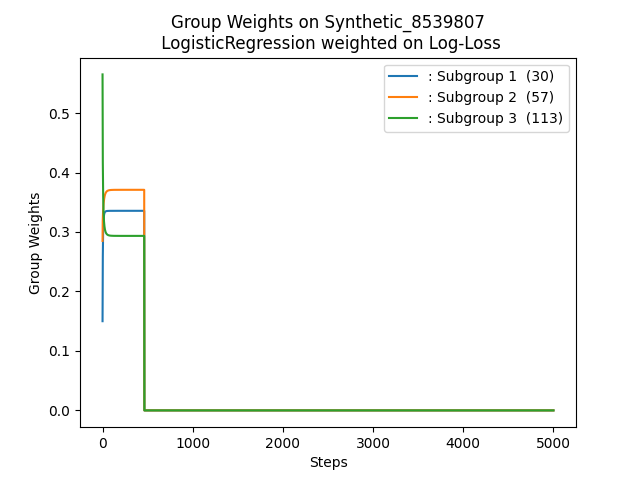 Group Weights on Synthetic_8539807
LogisticRegression weighted on Log-Loss
: Subgroup 1 (30)
: Subgroup 2 (57)
: Subgroup 3 (113)
Group Weights
0.5
0.4
0.3
0.2
0.1
0.0
0 1000 2000 3000 4000 5000
Steps